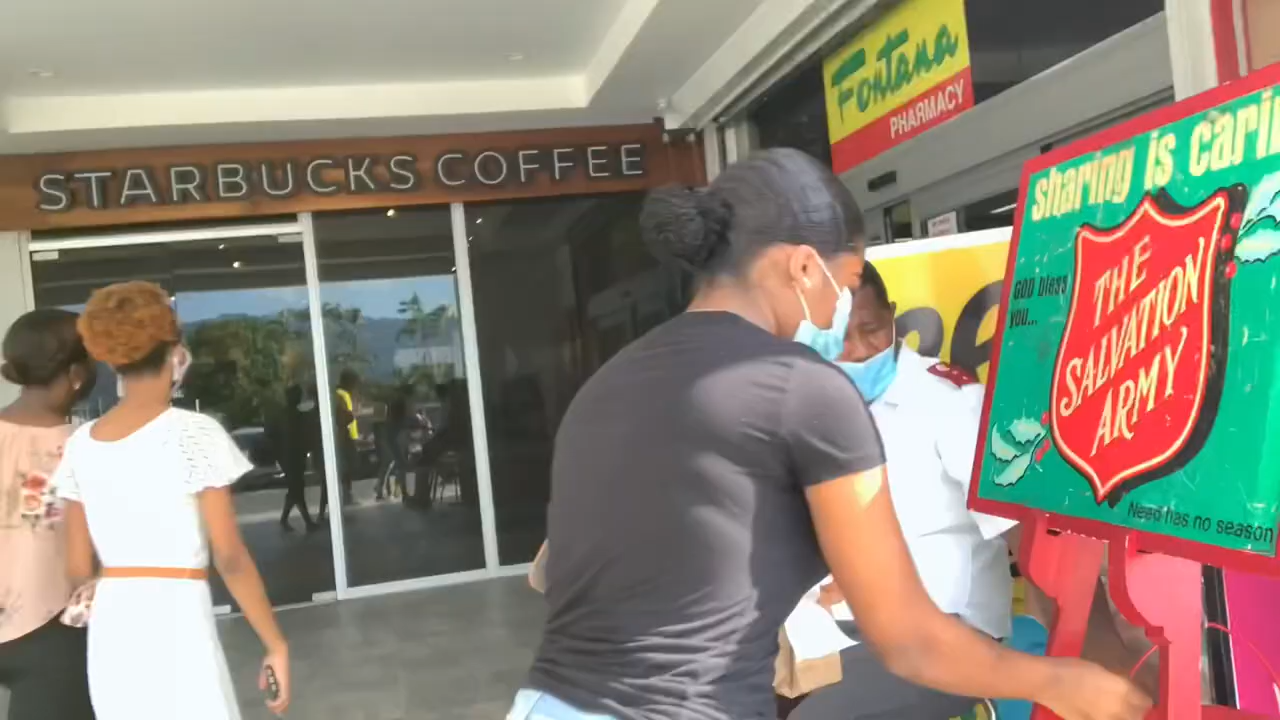 STARBUCKS COFFEE
Fontana
PHARMACY
sharing is carin
GOD bless
you...
THE
SALVATION
ARMY
Need has no season